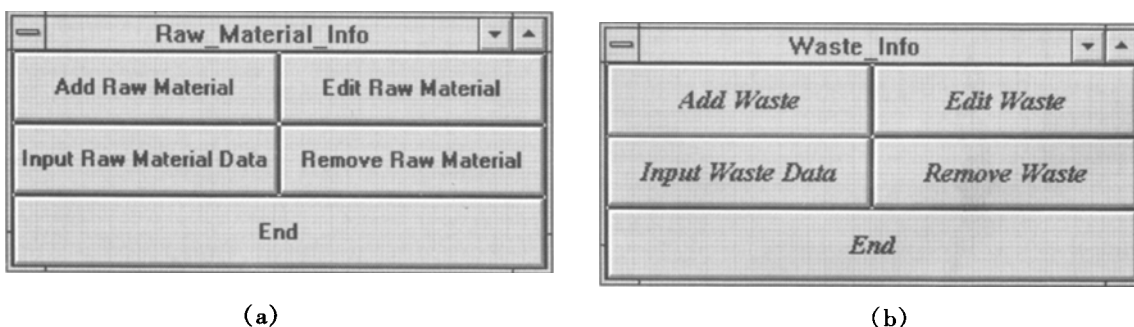 Raw_Material_Info
Add Raw Material Edit Raw Material
Input Raw Material Data Remove Raw Material
End
(a)
Waste_Info
Add Waste Edit Waste
Input Waste Data Remove Waste
End
(b)